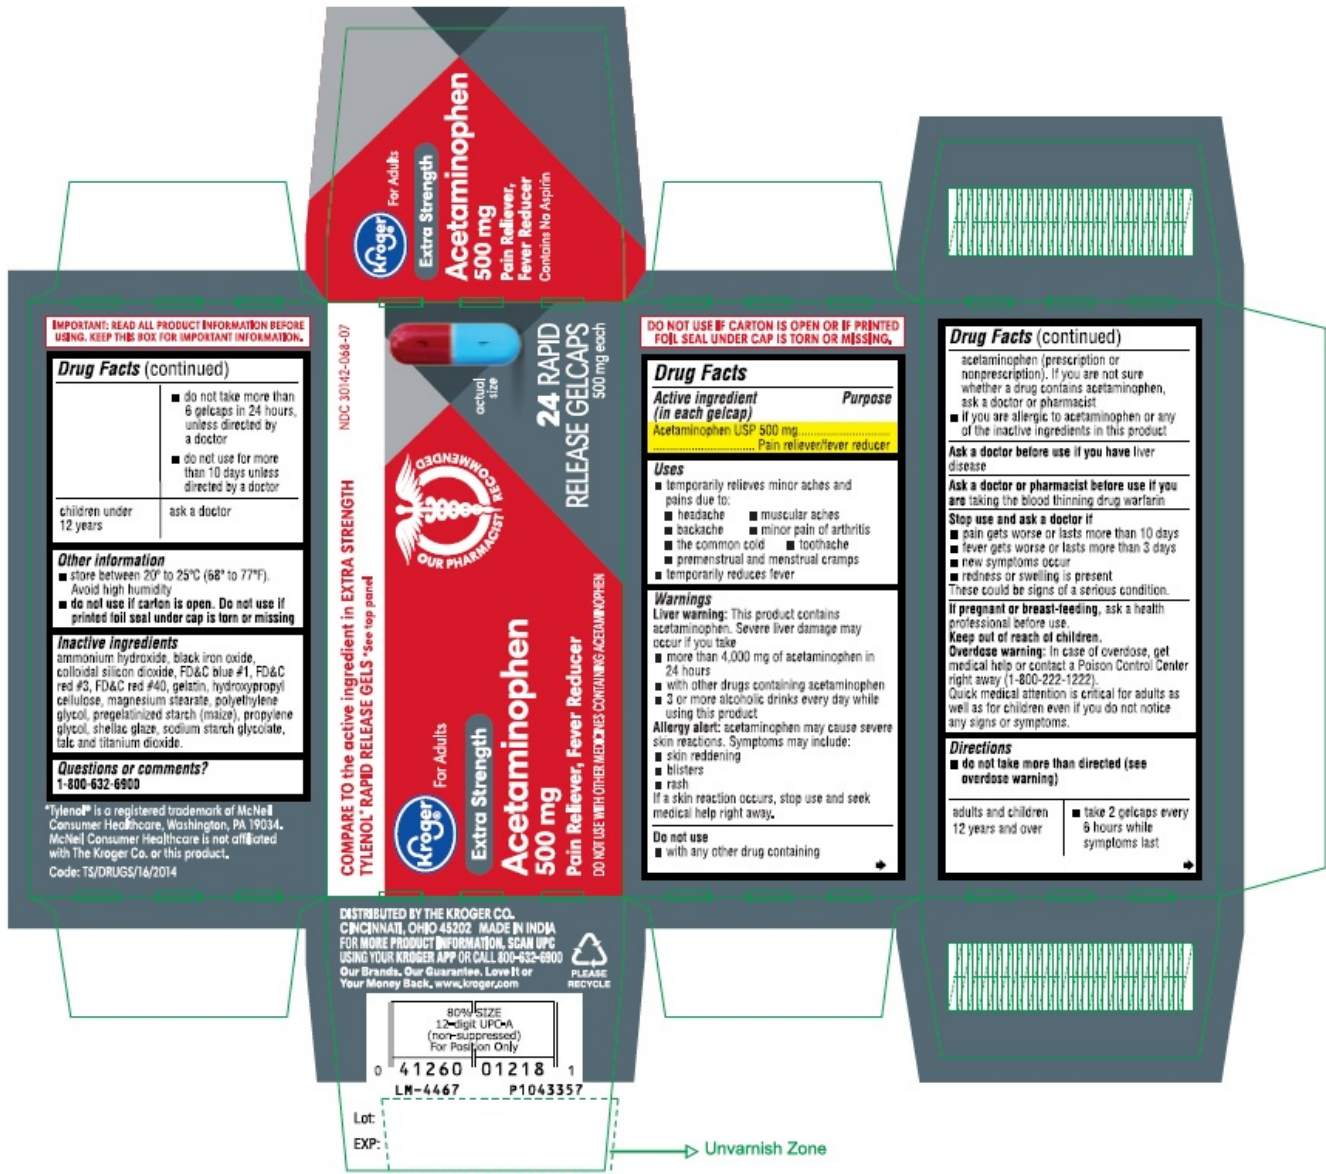 Kroger®
For Adults
Extra Strength
Acetaminophen
500 mg
Pain Reliever,
Fever Reducer
Contains No Aspirin
IMPORTANT: READ ALL PRODUCT INFORMATION BEFORE
USING. KEEP THIS BOX FOR IMPORTANT INFORMATION.
Drug Facts (continued)
■ do not take more than
6 gelcaps in 24 hours,
unless directed by
a doctor
■ do not use for more
than 10 days unless
directed by a doctor
children under
12 years
ask a doctor
Other information
■ store between 20° to 25°C (68° to 77°F).
Avoid high humidity
■ do not use if carton is open. Do not use if
printed foil seal under cap is torn or missing
Inactive ingredients
ammonium hydroxide, black iron oxide,
colloidal silicon dioxide, FD&C blue #1, FD&C
red #3, FD&C red #40, gelatin, hydroxypropyl
cellulose, magnesium stearate, polyethylene
glycol, pregelatinized starch (maize), propylene
glycol, shellac glaze, sodium starch glycolate,
talc and titanium dioxide.
Questions or comments?
1-800-632-6900
*Tylenol® is a registered trademark of McNeil
Consumer Healthcare, Washington, PA 19034.
McNeil Consumer Healthcare is not affiliated
with The Kroger Co. or this product.
Code: TS/DRUGS/16/2014
NDC 30142-068-07
COMPARE TO the active ingredient in EXTRA STRENGTH
TYLENOL® RAPID RELEASE GELS *See top panel
actual
size
24 RAPID
RELEASE GELCAPS
500 mg each
OUR PHARMACIST RECOMMENDED
Kroger®
For Adults
Extra Strength
Acetaminophen
500 mg
Pain Reliever, Fever Reducer
DO NOT USE WITH OTHER MEDICINES CONTAINING ACETAMINOPHEN
DO NOT USE IF CARTON IS OPEN OR IF PRINTED
FOIL SEAL UNDER CAP IS TORN OR MISSING.
Drug Facts
Active ingredient Purpose
(in each gelcap)
Acetaminophen USP 500 mg..............................
.................................. Pain reliever/fever reducer
Uses
■ temporarily relieves minor aches and
pains due to:
■ headache ■ muscular aches
■ backache ■ minor pain of arthritis
■ the common cold ■ toothache
■ premenstrual and menstrual cramps
■ temporarily reduces fever
Warnings
Liver warning: This product contains
acetaminophen. Severe liver damage may
occur if you take
■ more than 4,000 mg of acetaminophen in
24 hours
■ with other drugs containing acetaminophen
■ 3 or more alcoholic drinks every day while
using this product
Allergy alert: acetaminophen may cause severe
skin reactions. Symptoms may include:
■ skin reddening
■ blisters
■ rash
If a skin reaction occurs, stop use and seek
medical help right away.
Do not use
■ with any other drug containing
Drug Facts (continued)
acetaminophen (prescription or
nonprescription). If you are not sure
whether a drug contains acetaminophen,
ask a doctor or pharmacist
■ if you are allergic to acetaminophen or any
of the inactive ingredients in this product
Ask a doctor before use if you have liver
disease
Ask a doctor or pharmacist before use if you
are taking the blood thinning drug warfarin
Stop use and ask a doctor if
■ pain gets worse or lasts more than 10 days
■ fever gets worse or lasts more than 3 days
■ new symptoms occur
■ redness or swelling is present
These could be signs of a serious condition.
If pregnant or breast-feeding, ask a health
professional before use.
Keep out of reach of children.
Overdose warning: In case of overdose, get
medical help or contact a Poison Control Center
right away (1-800-222-1222).
Quick medical attention is critical for adults as
well as for children even if you do not notice
any signs or symptoms.
Directions
■ do not take more than directed (see
overdose warning)
adults and children
12 years and over
■ take 2 gelcaps every
6 hours while
symptoms last
DISTRIBUTED BY THE KROGER CO.
CINCINNATI, OHIO 45202 MADE IN INDIA
FOR MORE PRODUCT INFORMATION, SCAN UPC
USING YOUR KROGER APP OR CALL 800-632-6900
Our Brands. Our Guarantee. Love It or
Your Money Back. www.kroger.com
PLEASE
RECYCLE
80% SIZE
12-digit UPC-A
(non-suppressed)
For Position Only
0 41260 01218 1
LM-4467 P1043357
Lot:
EXP:
Unvarnish Zone